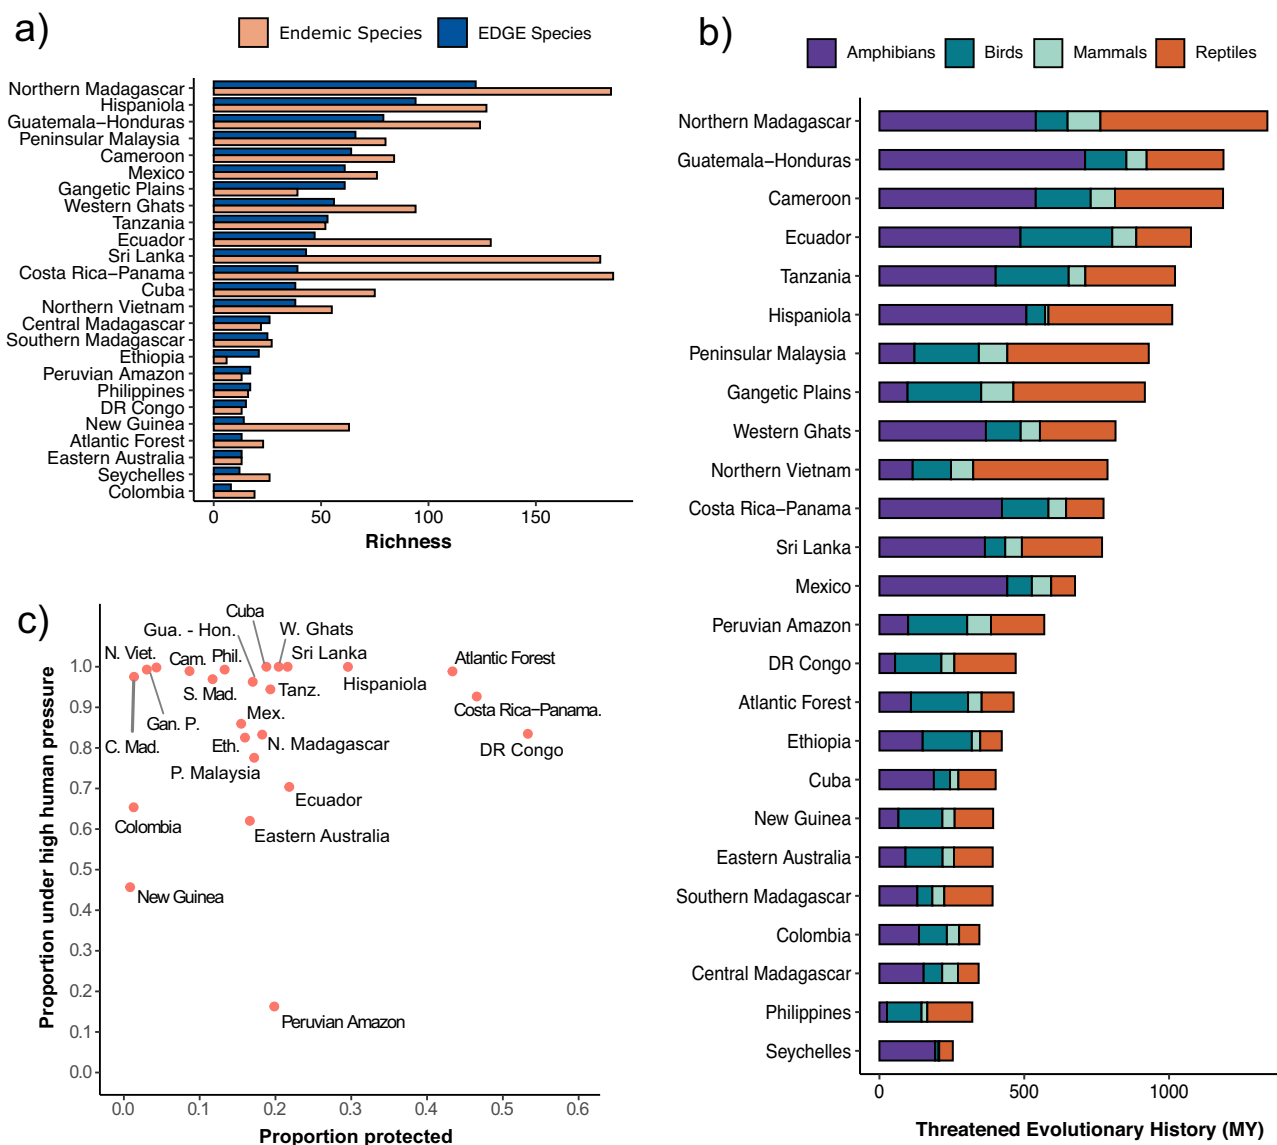 a)
Endemic Species
EDGE Species
Northern Madagascar
Hispaniola
Guatemala−Honduras
Peninsular Malaysia
Cameroon
Mexico
Gangetic Plains
Western Ghats
Tanzania
Ecuador
Sri Lanka
Costa Rica−Panama
Cuba
Northern Vietnam
Central Madagascar
Southern Madagascar
Ethiopia
Peruvian Amazon
Philippines
DR Congo
New Guinea
Atlantic Forest
Eastern Australia
Seychelles
Colombia
0 50 100 150
Richness
b)
Amphibians Birds Mammals Reptiles
Northern Madagascar
Guatemala−Honduras
Cameroon
Ecuador
Tanzania
Hispaniola
Peninsular Malaysia
Gangetic Plains
Western Ghats
Northern Vietnam
Costa Rica−Panama
Sri Lanka
Mexico
Peruvian Amazon
DR Congo
Atlantic Forest
Ethiopia
Cuba
New Guinea
Eastern Australia
Southern Madagascar
Colombia
Central Madagascar
Philippines
Seychelles
0 500 1000
Threatened Evolutionary History (MY)
c)
Proportion under high human pressure
1.0
0.9
0.8
0.7
0.6
0.5
0.4
0.3
0.2
0.1
0.0
Cuba
Gua. - Hon.
W. Ghats
N. Viet.
Cam.
Phil.
Sri Lanka
Atlantic Forest
S. Mad.
Tanz.
Hispaniola
Gan. P.
Mex.
Costa Rica−Panama.
C. Mad.
Eth.
N. Madagascar
DR Congo
P. Malaysia
Ecuador
Colombia
Eastern Australia
New Guinea
Peruvian Amazon
0.0 0.1 0.2 0.3 0.4 0.5 0.6
Proportion protected